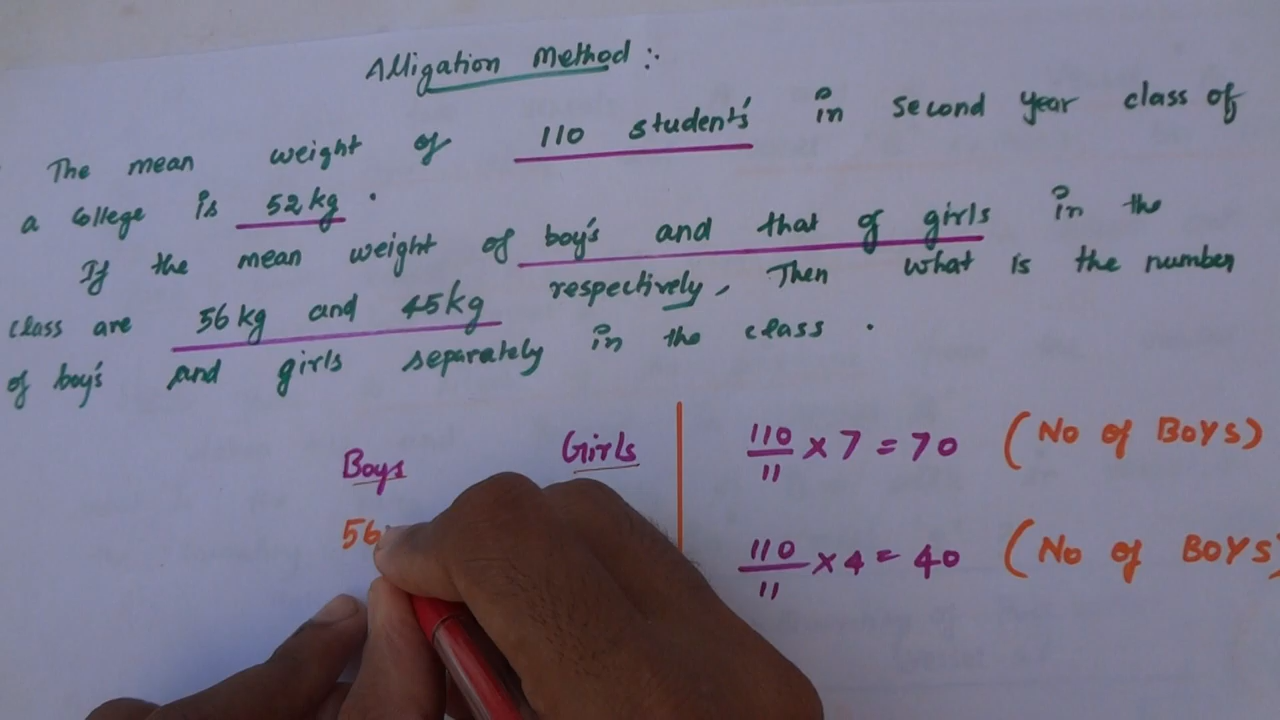 Alligation Method :-
The mean weight of 110 student's in second year class of
a college is 52 kg .
If the mean weight of boy's and that of girls in the
class are 56 kg and 45 kg respectively, Then what is the number
of boy's and girls separately in the class .
Boys Girls
56
110/11 x 7 = 70 (No of BOYS)
110/11 x 4 = 40 (No of BOYS)